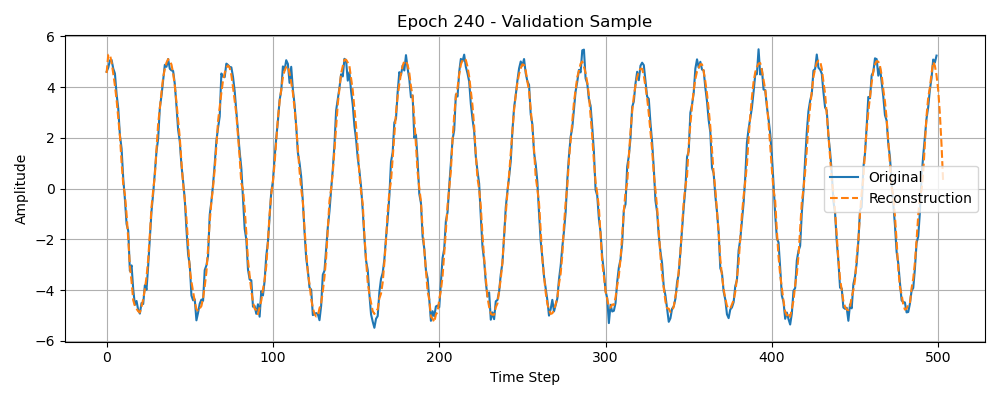 Epoch 240 - Validation Sample
Amplitude
6
4
2
0
−2
−4
−6
Original
Reconstruction
0 100 200 300 400 500
Time Step